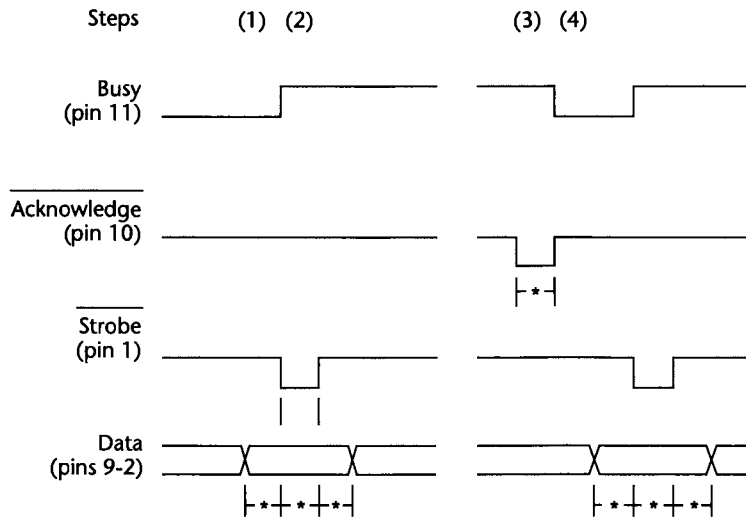 Steps (1) (2) (3) (4)
Busy
(pin 11)
Acknowledge
(pin 10)
*
Strobe
(pin 1)
Data
(pins 9-2)
* * * * * *